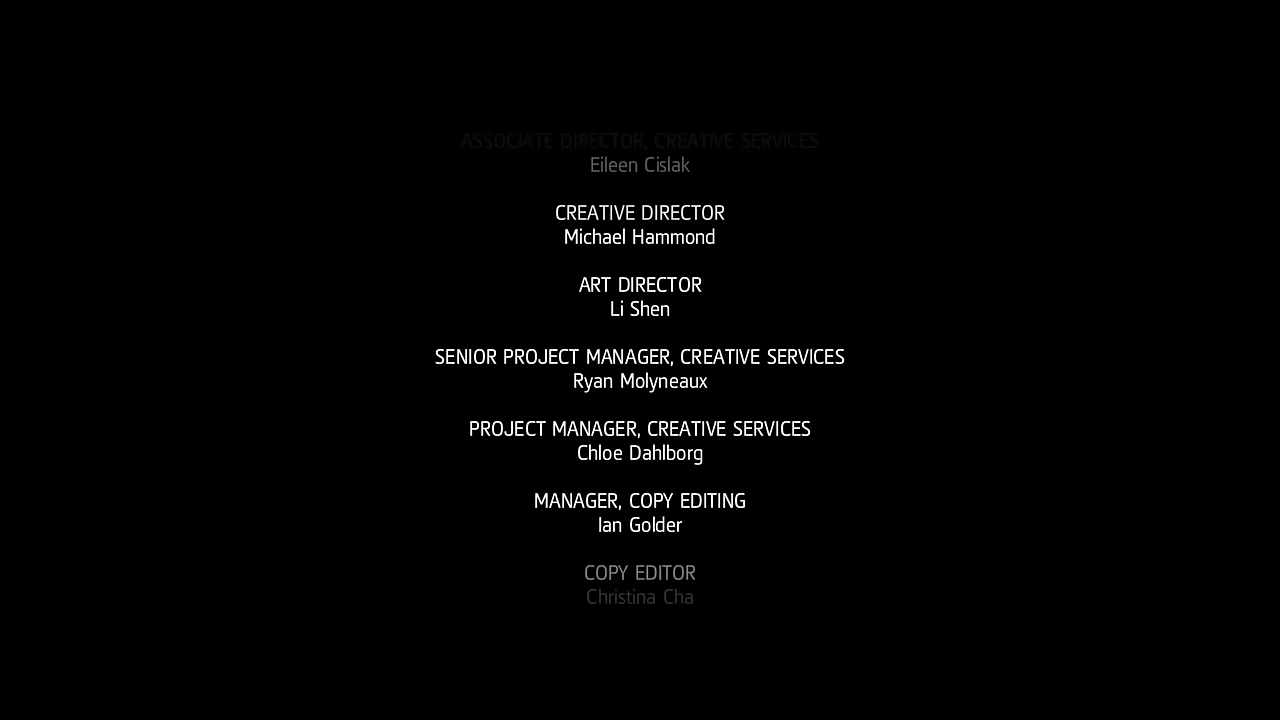 ASSOCIATE DIRECTOR, CREATIVE SERVICES
Eileen Cislak
CREATIVE DIRECTOR
Michael Hammond
ART DIRECTOR
Li Shen
SENIOR PROJECT MANAGER, CREATIVE SERVICES
Ryan Molyneaux
PROJECT MANAGER, CREATIVE SERVICES
Chloe Dahlborg
MANAGER, COPY EDITING
Ian Golder
COPY EDITOR
Christina Cha